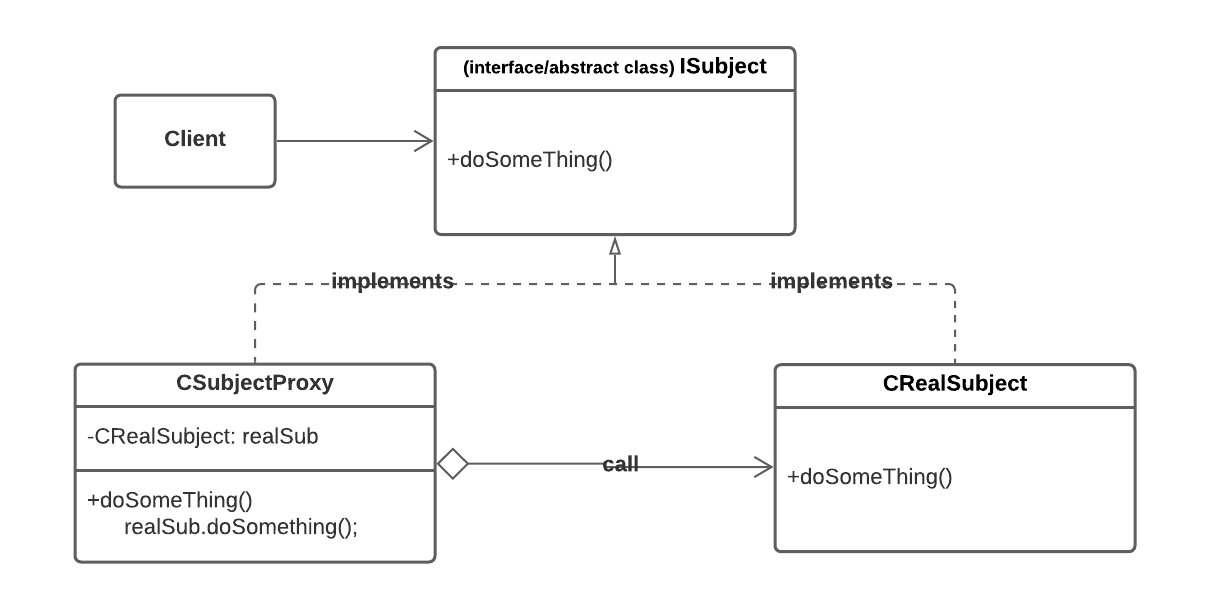 (interface/abstract class) ISubject
Client
+doSomeThing()
implements
implements
CSubjectProxy
CRealSubject
-CRealSubject: realSub
call
+doSomeThing()
+doSomeThing()
realSub.doSomething();